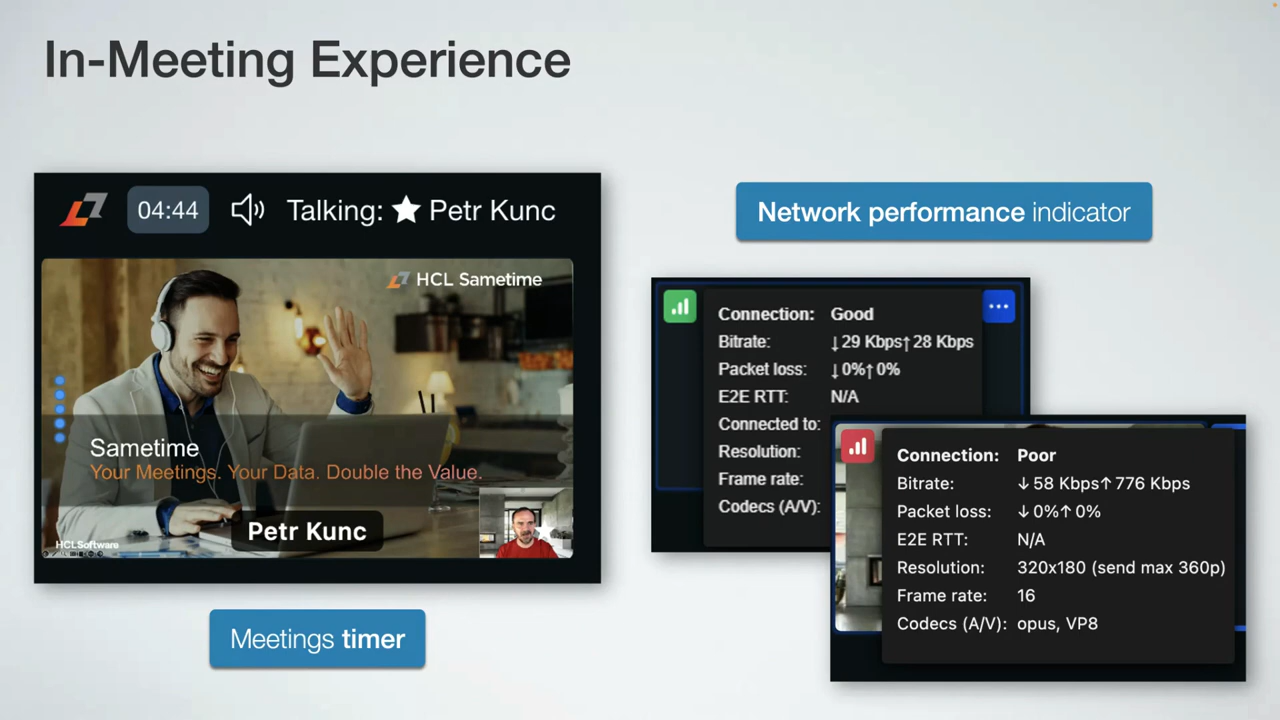 In-Meeting Experience
04:44
Talking: ★ Petr Kunc
HCL Sametime
Sametime
Your Meetings. Your Data. Double the Value.
Petr Kunc
HCLSoftware
Meetings timer
Network performance indicator
Connection: Good
Bitrate: ↓29 Kbps↑ 28 Kbps
Packet loss: ↓0%↑ 0%
E2E RTT: N/A
Connected to:
Resolution:
Frame rate:
Codecs (A/V):
Connection: Poor
Bitrate: ↓58 Kbps↑ 776 Kbps
Packet loss: ↓0%↑ 0%
E2E RTT: N/A
Resolution: 320x180 (send max 360p)
Frame rate: 16
Codecs (A/V): opus, VP8